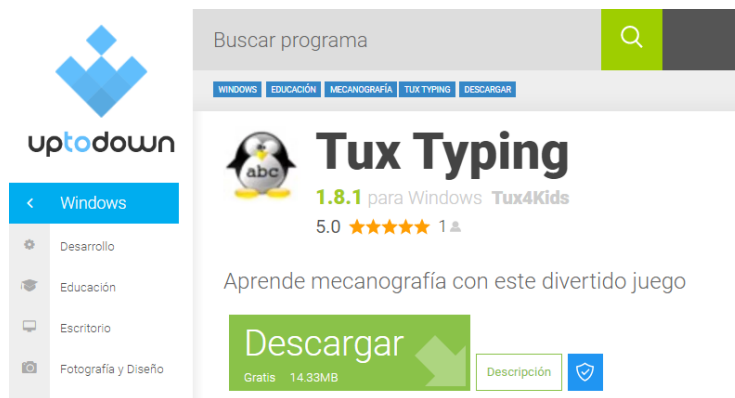 Buscar programa
WINDOWS EDUCACIÓN MECANOGRAFÍA TUX TYPING DESCARGAR
uptodown
Windows
Desarrollo
Educación
Escritorio
Fotografía y Diseño
abc
Tux Typing
1.8.1 para Windows Tux4Kids
5.0 1
Aprende mecanografía con este divertido juego
Descargar
Gratis 14.33MB
Descripción